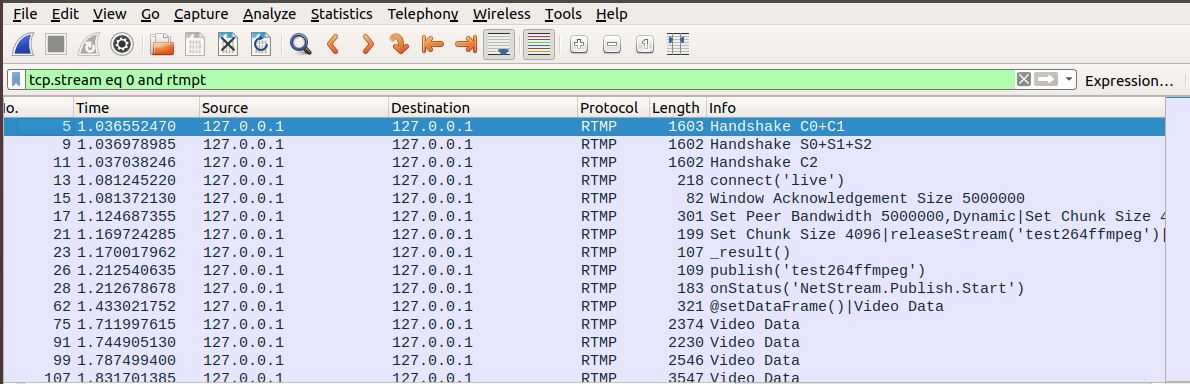 File Edit View Go Capture Analyze Statistics Telephony Wireless Tools Help
tcp.stream eq 0 and rtmpt Expression...
lo. Time Source Destination Protocol Length Info
5 1.036552470 127.0.0.1 127.0.0.1 RTMP 1603 Handshake C0+C1
9 1.036978985 127.0.0.1 127.0.0.1 RTMP 1602 Handshake S0+S1+S2
11 1.037038246 127.0.0.1 127.0.0.1 RTMP 1602 Handshake C2
13 1.081245220 127.0.0.1 127.0.0.1 RTMP 218 connect('live')
15 1.081372130 127.0.0.1 127.0.0.1 RTMP 82 Window Acknowledgement Size 5000000
17 1.124687355 127.0.0.1 127.0.0.1 RTMP 301 Set Peer Bandwidth 5000000,Dynamic|Set Chunk Size 4
21 1.169724285 127.0.0.1 127.0.0.1 RTMP 199 Set Chunk Size 4096|releaseStream('test264ffmpeg')|
23 1.170017962 127.0.0.1 127.0.0.1 RTMP 107 _result()
26 1.212540635 127.0.0.1 127.0.0.1 RTMP 109 publish('test264ffmpeg')
28 1.212678678 127.0.0.1 127.0.0.1 RTMP 183 onStatus('NetStream.Publish.Start')
62 1.433021752 127.0.0.1 127.0.0.1 RTMP 321 @setDataFrame()|Video Data
75 1.711997615 127.0.0.1 127.0.0.1 RTMP 2374 Video Data
91 1.744905130 127.0.0.1 127.0.0.1 RTMP 2230 Video Data
99 1.787499400 127.0.0.1 127.0.0.1 RTMP 2546 Video Data
107 1.831701385 127.0.0.1 127.0.0.1 RTMP 3547 Video Data